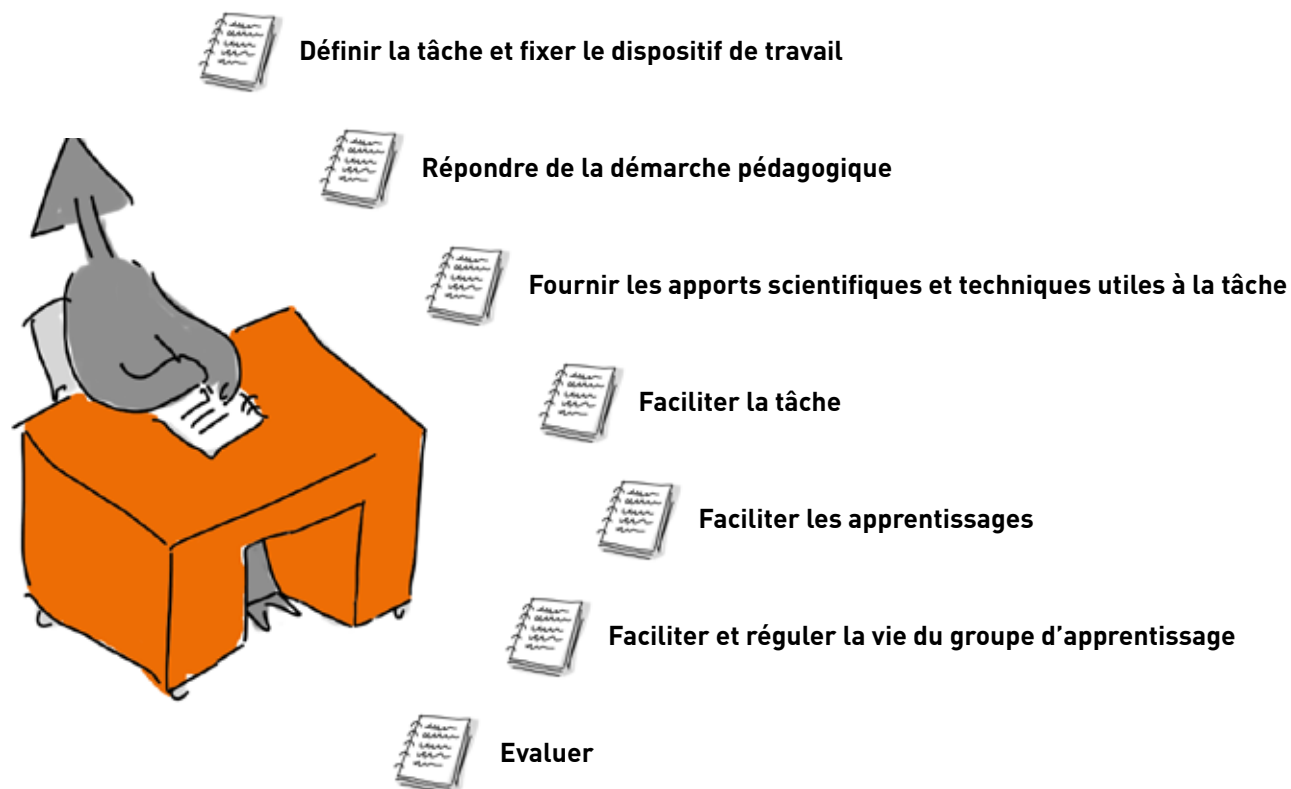 Définir la tâche et fixer le dispositif de travail
Répondre de la démarche pédagogique
Fournir les apports scientifiques et techniques utiles à la tâche
Faciliter la tâche
Faciliter les apprentissages
Faciliter et réguler la vie du groupe d’apprentissage
Evaluer